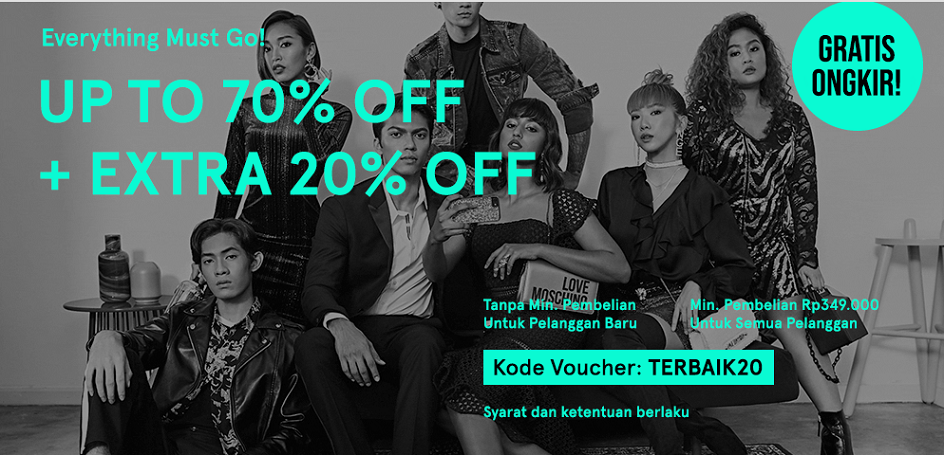 Everything Must Go!
UP TO 70% OFF
+ EXTRA 20% OFF
GRATIS
ONGKIR!
LOVE
MOSCHINO
Tanpa Min. Pembelian
Untuk Pelanggan Baru
Min. Pembelian Rp349.000
Untuk Semua Pelanggan
Kode Voucher: TERBAIK20
Syarat dan ketentuan berlaku